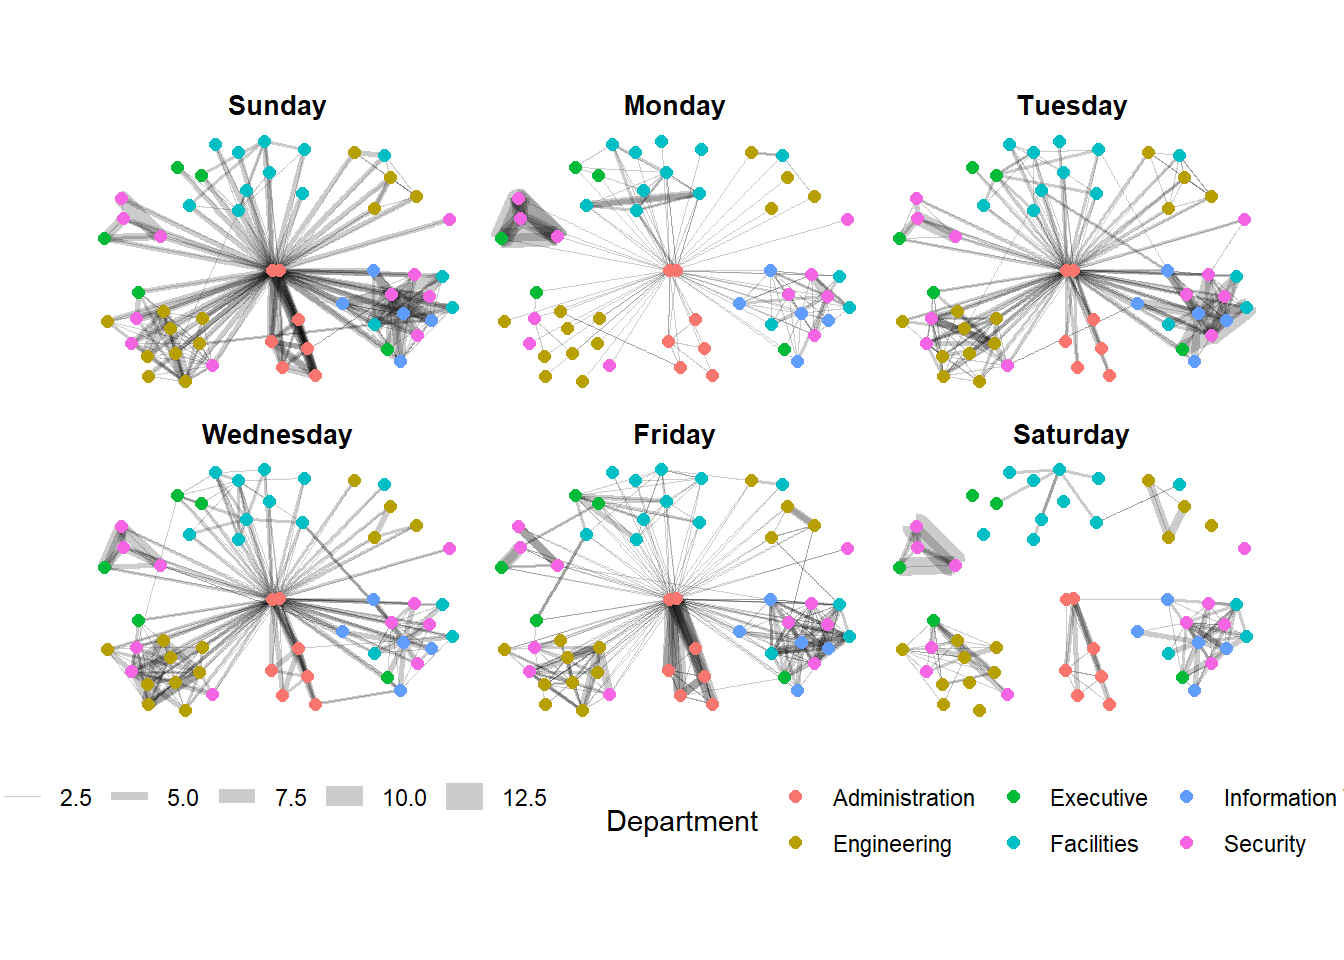 Sunday Monday Tuesday
Wednesday Friday Saturday
2.5 5.0 7.5 10.0 12.5
Department
Administration Executive Information
Engineering Facilities Security